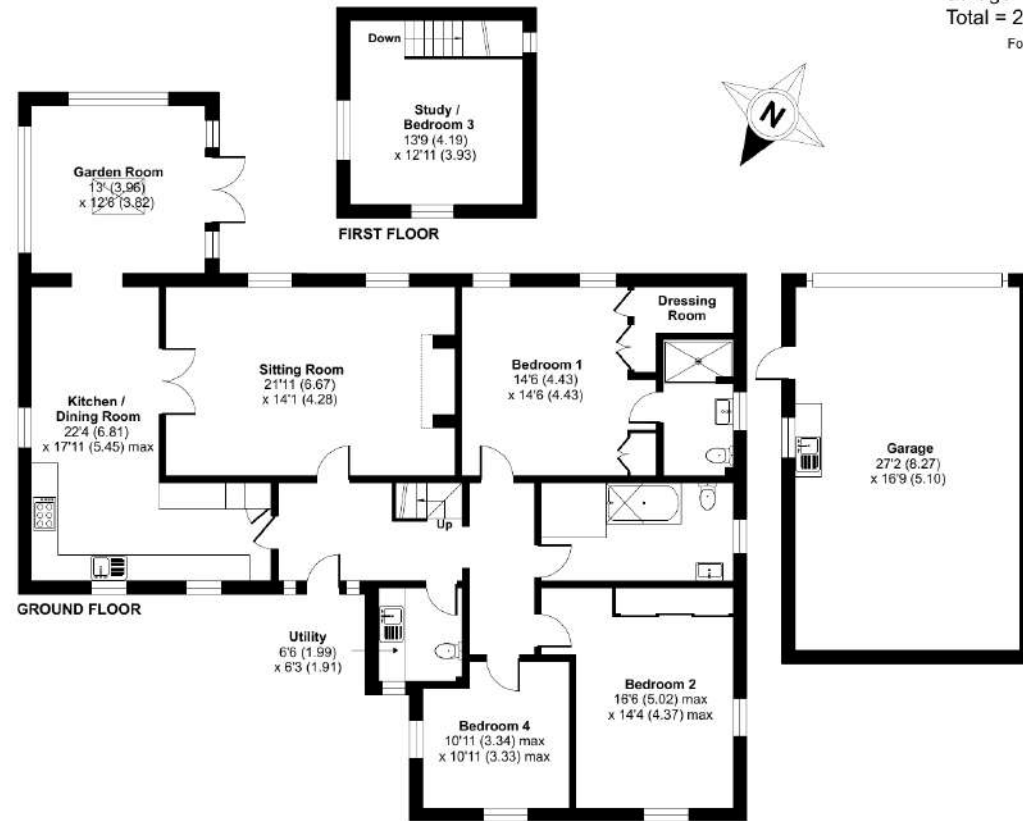 Total = 2
Fo
Down
Study /
Bedroom 3
13'9 (4.19)
x 12'11 (3.93)
FIRST FLOOR
N
Garden Room
13' (3.96)
x 12'6 (3.82)
Dressing
Room
Sitting Room
21'11 (6.67)
x 14'1 (4.28)
Bedroom 1
14'6 (4.43)
x 14'6 (4.43)
Kitchen /
Dining Room
22'4 (6.81)
x 17'11 (5.45) max
Garage
27'2 (8.27)
x 16'9 (5.10)
Up
GROUND FLOOR
Utility
6'6 (1.99)
x 6'3 (1.91)
Bedroom 2
16'6 (5.02) max
x 14'4 (4.37) max
Bedroom 4
10'11 (3.34) max
x 10'11 (3.33) max